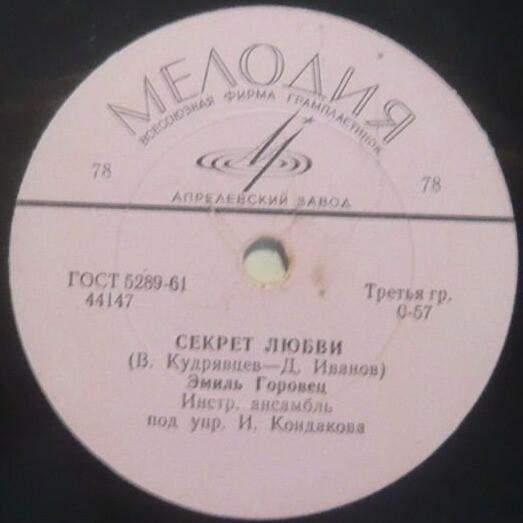 МЕЛОДИЯ
ВСЕСОЮЗНАЯ ФИРМА ГРАМПЛАСТИНОК
78 78
АПРЕЛЕВСКИЙ ЗАВОД
ГОСТ 5289-61
44147
Третья гр.
С-57
СЕКРЕТ ЛЮБВИ
(В. Кудрявцев—Д. Иванов)
Эмиль Горовец
Инстр. ансамбль
под упр. И. Кондакова